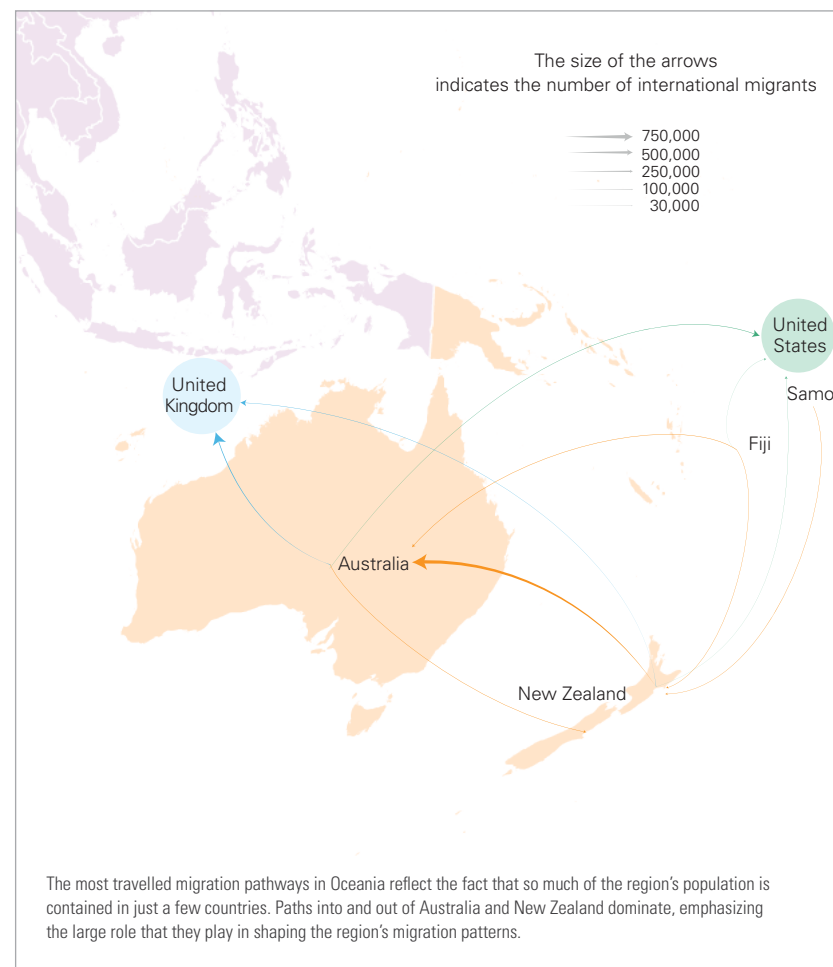 The size of the arrows
indicates the number of international migrants
750,000
500,000
250,000
100,000
30,000
United
States
Samo
United
Kingdom
Fiji
Australia
New Zealand
The most travelled migration pathways in Oceania reflect the fact that so much of the region's population is
contained in just a few countries. Paths into and out of Australia and New Zealand dominate, emphasizing
the large role that they play in shaping the region's migration patterns.